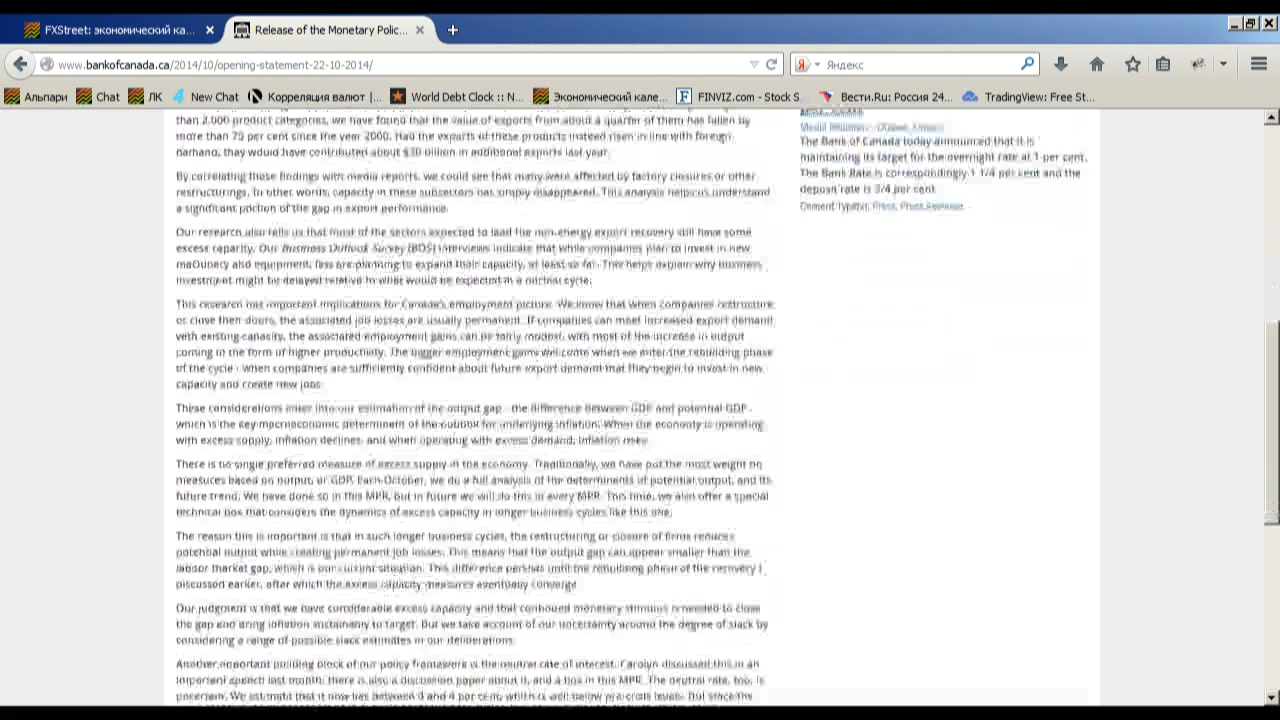 FXStreet: экономический ка...
Release of the Monetary Polic...
www.bankofcanada.ca/2014/10/opening-statement-22-10-2014/
Яндекс
Альпари
Chat
ЛК
New Chat
Корреляция валют |...
World Debt Clock :: N...
Экономический кале...
FINVIZ.com - Stock S...
Вести.Ru: Россия 24...
TradingView: Free St...
than 2,000 product categories, we have found that the value of exports from about a quarter of them has fallen by
more than 75 per cent since the year 2000. Had the exports of these products instead risen in line with foreign
they would have contributed about $30 billion in additional exports last year.
By correlating these findings with media reports, we could see that many were affected by factory closures or other
restructurings. In other words, capacity in these subsectors has simply disappeared. This analysis helps us understand
a significant portion of the gap in export performance.
Our research also tells us that most of the sectors expected to lead the non-energy export recovery still have some
excess capacity. Our Business Outlook Survey (BOS) interviews indicate that while companies plan to invest in new
and equipment, less are planning to expand their capacity, at least so far. This helps explain why business
investment might be delayed relative to what would be expected in a normal cycle.
This research has important implications for Canada's employment picture. We know that when companies restructure
or close their doors, the associated job losses are usually permanent. If companies can meet increased export demand
with existing capacity, the associated employment gains can be fairly modest, with most of the increase in output
coming in the form of higher productivity. The bigger employment gains will come when we enter the rebuilding phase
of the cycle - when companies are sufficiently confident about future export demand that they begin to invest in new
capacity and create new jobs.
These considerations enter into our estimation of the output gap - the difference between GDP and potential GDP -
which is the key macroeconomic determinant of the outlook for underlying inflation. When the economy is operating
with excess supply, inflation declines, and when operating with excess demand, inflation rises.
There is no single preferred measure of excess supply in the economy. Traditionally, we have put the most weight on
measures based on output, or GDP. Each October, we do a full analysis of the determinants of potential output, and its
future trend. We have done so in this MPR, but in future we will do this in every MPR. This time, we also offer a special
technical box that considers the dynamics of excess capacity in longer business cycles like this one.
The reason this is important is that in such longer business cycles, the restructuring or closure of firms reduces
potential output while creating permanent job losses. This means that the output gap can appear smaller than the
labour market gap, which is our current situation. This difference persists until the rebuilding phase of the recovery I
discussed earlier, after which the excess capacity measures eventually converge.
Our judgment is that we have considerable excess capacity and that continued monetary stimulus is needed to close
the gap and bring inflation sustainably to target. But we take account of our uncertainty around the degree of slack by
considering a range of possible slack estimates in our deliberations.
Another important building block of our policy framework is the neutral rate of interest. Carolyn discussed this in an
important speech last month, there is also a discussion paper about it, and a box in this MPR. The neutral rate, too, is
uncertain. We estimate that it now lies between 3 and 4 per cent, which is well below pre-crisis levels. But since the
The Bank of Canada today announced that it is
maintaining its target for the overnight rate at 1 per cent.
The Bank Rate is correspondingly 1 1/4 per cent and the
deposit rate is 3/4 per cent.
Content Type(s): Press, Press Releases